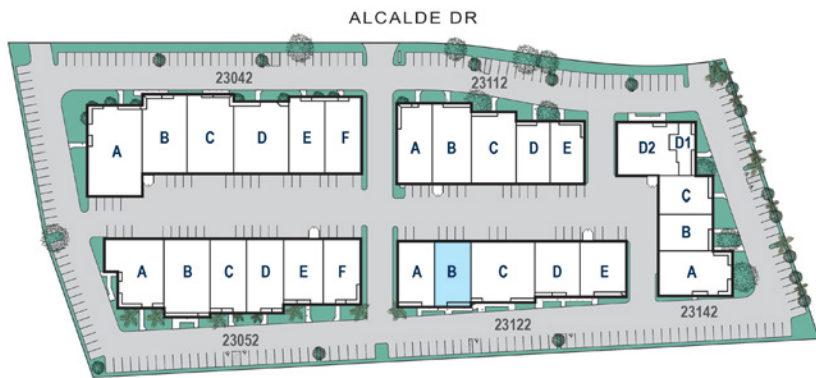 ALCALDE DR
23042
23112
A B C D E F
A B C D E
D2 D1
C
B
A
A B C D E F
A B C D E
23052
23122
23142